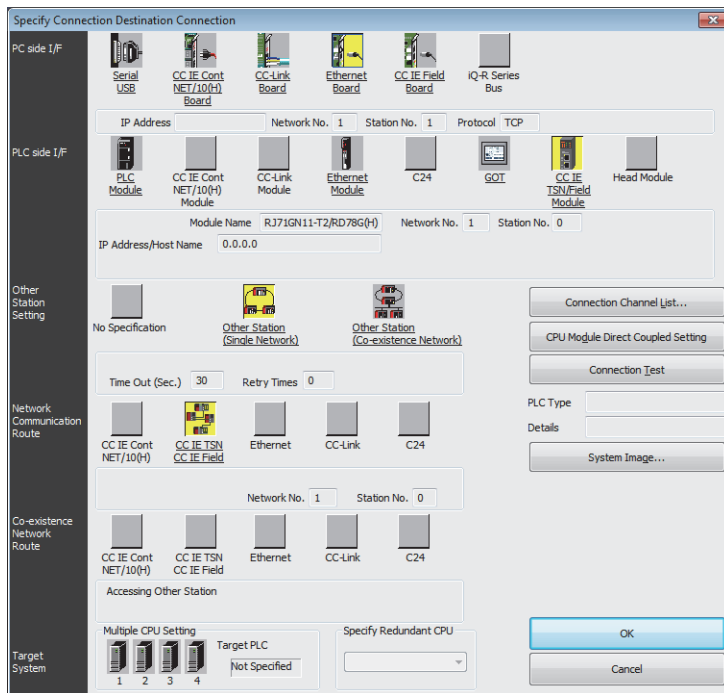 Specify Connection Destination Connection
PC side I/F
Serial
USB
CC IE Cont
NET/10(H)
Board
CC-Link
Board
Ethernet
Board
CC IE Field
Board
iQ-R Series
Bus
IP Address
Network No. 1
Station No. 1
Protocol TCP
PLC side I/F
PLC
Module
CC IE Cont
NET/10(H)
Module
CC-Link
Module
Ethernet
Module
C24
GOT
CC IE
TSN/Field
Module
Head Module
Module Name RJ71GN11-T2/RD78G(H)
Network No. 1
Station No. 0
IP Address/Host Name 0.0.0.0
Other
Station
Setting
No Specification
Other Station
(Single Network)
Other Station
(Co-existence Network)
Time Out (Sec.) 30
Retry Times 0
Connection Channel List...
CPU Module Direct Coupled Setting
Connection Test
PLC Type
Details
System Image...
Network
Communication
Route
CC IE Cont
NET/10(H)
CC IE TSN
CC IE Field
Ethernet
CC-Link
C24
Network No. 1
Station No. 0
Co-existence
Network
Route
CC IE Cont
NET/10(H)
CC IE TSN
CC IE Field
Ethernet
CC-Link
C24
Accessing Other Station
Target
System
Multiple CPU Setting
1 2 3 4
Target PLC
Not Specified
Specify Redundant CPU
OK
Cancel